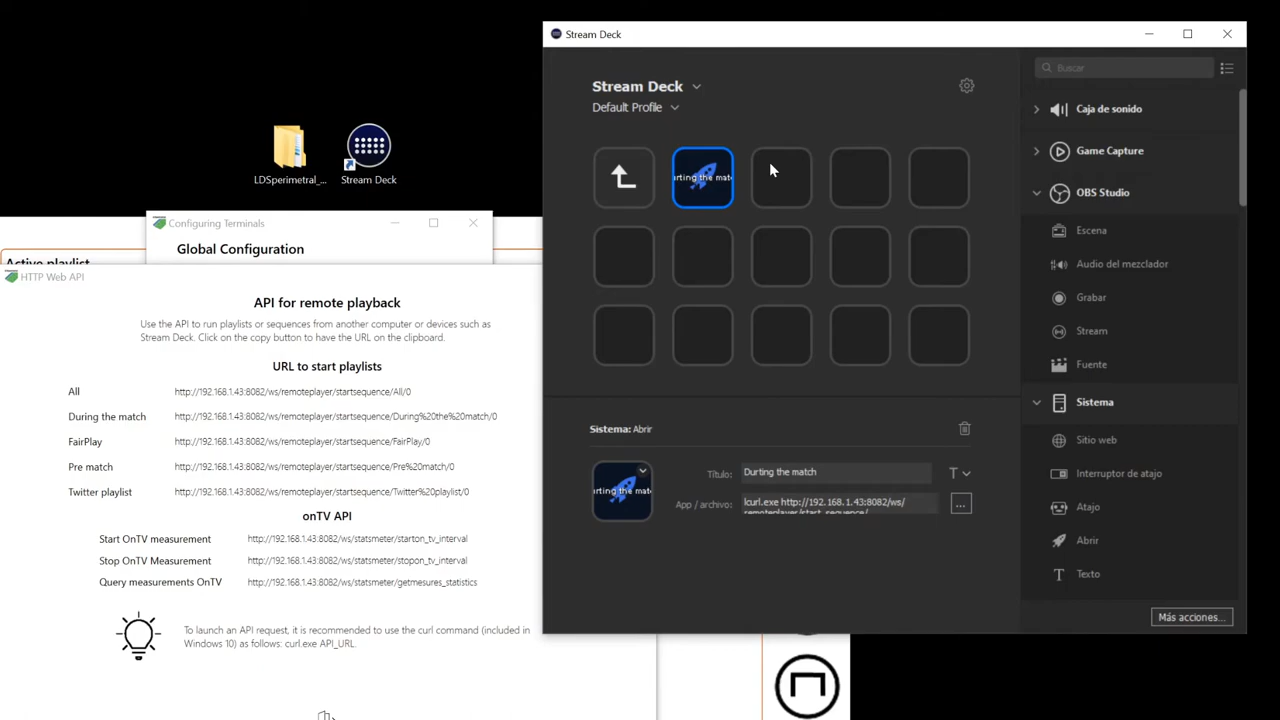 Stream Deck
Stream Deck
Default Profile
Buscar
Caja de sonido
Game Capture
OBS Studio
Escena
Audio del mezclador
Grabar
Stream
Fuente
Sistema
Sitio web
Interruptor de atajo
Atajo
Abrir
Texto
Más acciones...
Sistema: Abrir
Título:
Durting the match
T
App / archivo:
lcurl.exe http://192.168.1.43:8082/ws/
remoteplayer/start_sequence/
...
LDSperimetral_...
Stream Deck
Configuring Terminals
Global Configuration
Active playlist
HTTP Web API
API for remote playback
Use the API to run playlists or sequences from another computer or devices such as
Stream Deck. Click on the copy button to have the URL on the clipboard.
URL to start playlists
All http://192.168.1.43:8082/ws/remoteplayer/startsequence/All/0
During the match http://192.168.1.43:8082/ws/remoteplayer/startsequence/During%20the%20match/0
FairPlay http://192.168.1.43:8082/ws/remoteplayer/startsequence/FairPlay/0
Pre match http://192.168.1.43:8082/ws/remoteplayer/startsequence/Pre%20match/0
Twitter playlist http://192.168.1.43:8082/ws/remoteplayer/startsequence/Twitter%20playlist/0
onTV API
Start OnTV measurement http://192.168.1.43:8082/ws/statsmeter/starton_tv_interval
Stop OnTV measurement http://192.168.1.43:8082/ws/statsmeter/stopon_tv_interval
Query measurements OnTV http://192.168.1.43:8082/ws/statsmeter/getmesures_statistics
To launch an API request, it is recommended to use the curl command (included in
Windows 10) as follows: curl.exe API_URL.